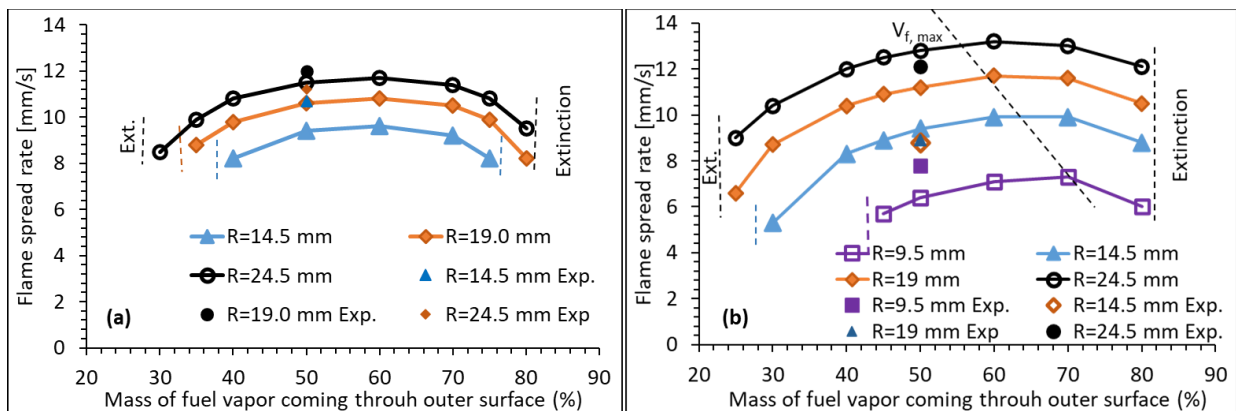 14
12
10
8
6
4
2
0
Flame spread rate [mm/s]
Ext.
Extinction
R=14.5 mm
R=19.0 mm
R=24.5 mm
R=14.5 mm Exp.
R=19.0 mm Exp.
R=24.5 mm Exp
(a)
20 30 40 50 60 70 80 90
Mass of fuel vapor coming throuh outer surface (%)
14
12
10
8
6
4
2
0
Flame spread rate [mm/s]
Vf, max
Ext.
Extinction
R=9.5 mm
R=14.5 mm
R=19 mm
R=24.5 mm
R=9.5 mm Exp.
R=14.5 mm Exp.
R=19 mm Exp
R=24.5 mm Exp.
(b)
20 30 40 50 60 70 80 90
Mass of fuel vapor coming throuh outer surface (%)